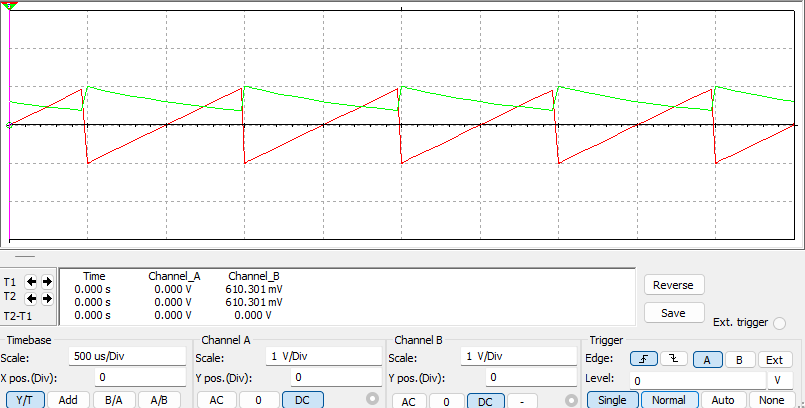 Time Channel_A Channel_B
T1 0.000 s 0.000 V 610.301 mV
T2 0.000 s 0.000 V 610.301 mV
T2-T1 0.000 s 0.000 V 0.000 V
Reverse
Save
Ext. trigger
Timebase
Scale: 500 us/Div
X pos.(Div): 0
Y/T Add B/A A/B
Channel A
Scale: 1 V/Div
Y pos.(Div): 0
AC 0 DC
Channel B
Scale: 1 V/Div
Y pos.(Div): 0
AC 0 DC -
Trigger
Edge: A B Ext
Level: 0 V
Single Normal Auto None